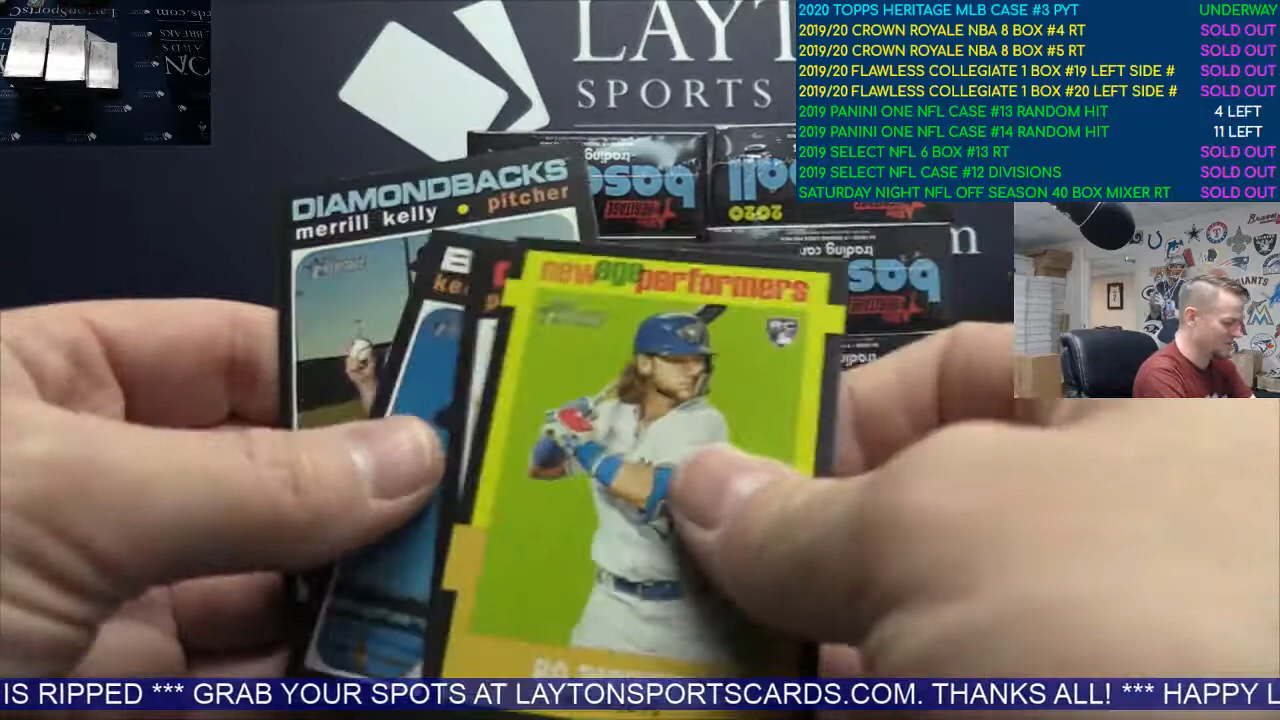 LAYT
SPORTS
2020 TOPPS HERITAGE MLB CASE #3 PYT UNDERWAY
2019/20 CROWN ROYALE NBA 8 BOX #4 RT SOLD OUT
2019/20 CROWN ROYALE NBA 8 BOX #5 RT SOLD OUT
2019/20 FLAWLESS COLLEGIATE 1 BOX #19 LEFT SIDE # SOLD OUT
2019/20 FLAWLESS COLLEGIATE 1 BOX #20 LEFT SIDE # SOLD OUT
2019 PANINI ONE NFL CASE #13 RANDOM HIT 4 LEFT
2019 PANINI ONE NFL CASE #14 RANDOM HIT 11 LEFT
2019 SELECT NFL 6 BOX #13 RT SOLD OUT
2019 SELECT NFL CASE #12 DIVISIONS SOLD OUT
SATURDAY NIGHT NFL OFF SEASON 40 BOX MIXER RT SOLD OUT
trading
2020
DIAMONDBACKS
merrill kelly • pitcher
new age performers
RC
IS RIPPED *** GRAB YOUR SPOTS AT LAYTONSPORTSCARDS.COM. THANKS ALL! *** HAPPY L